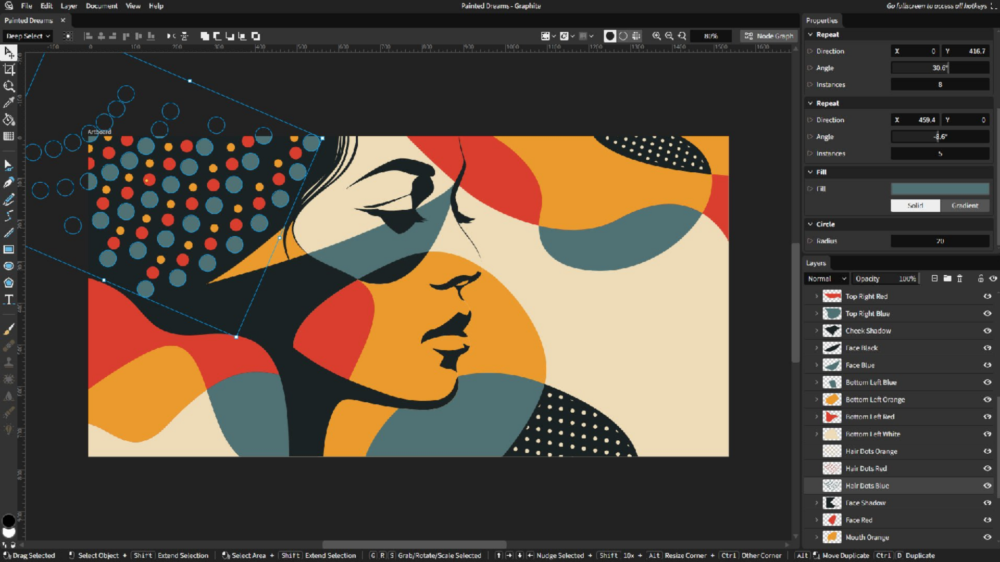 File Edit Layer Document View Help
Painted Dreams - Graphite
Go fullscreen to access all hotkeys
Painted Dreams
Deep Select
80%
Node Graph
-100 0 100 200 300 400 500 600 700 800 900 1000 1100 1200 1300 1400 1500 1600
Artboard
Properties
Repeat
Direction X 0 Y 416.7
Angle 30.6°
Instances 8
Repeat
Direction X 459.4 Y 0
Angle -8.6°
Instances 5
Fill
Fill
Solid Gradient
Circle
Radius 20
Layers
Normal Opacity 100%
Top Right Red
Top Right Blue
Cheek Shadow
Face Black
Face Blue
Bottom Left Blue
Bottom Left Orange
Bottom Left Red
Bottom Left White
Hair Dots Orange
Hair Dots Red
Hair Dots Blue
Face Shadow
Face Red
Mouth Orange
Drag Selected Select Object + Shift Extend Selection Select Area + Shift Extend Selection G R S Grab/Rotate/Scale Selected Nudge Selected + Shift 10x + Alt Resize Corner + Ctrl Other Corner Alt Move Duplicate Ctrl D Duplicate